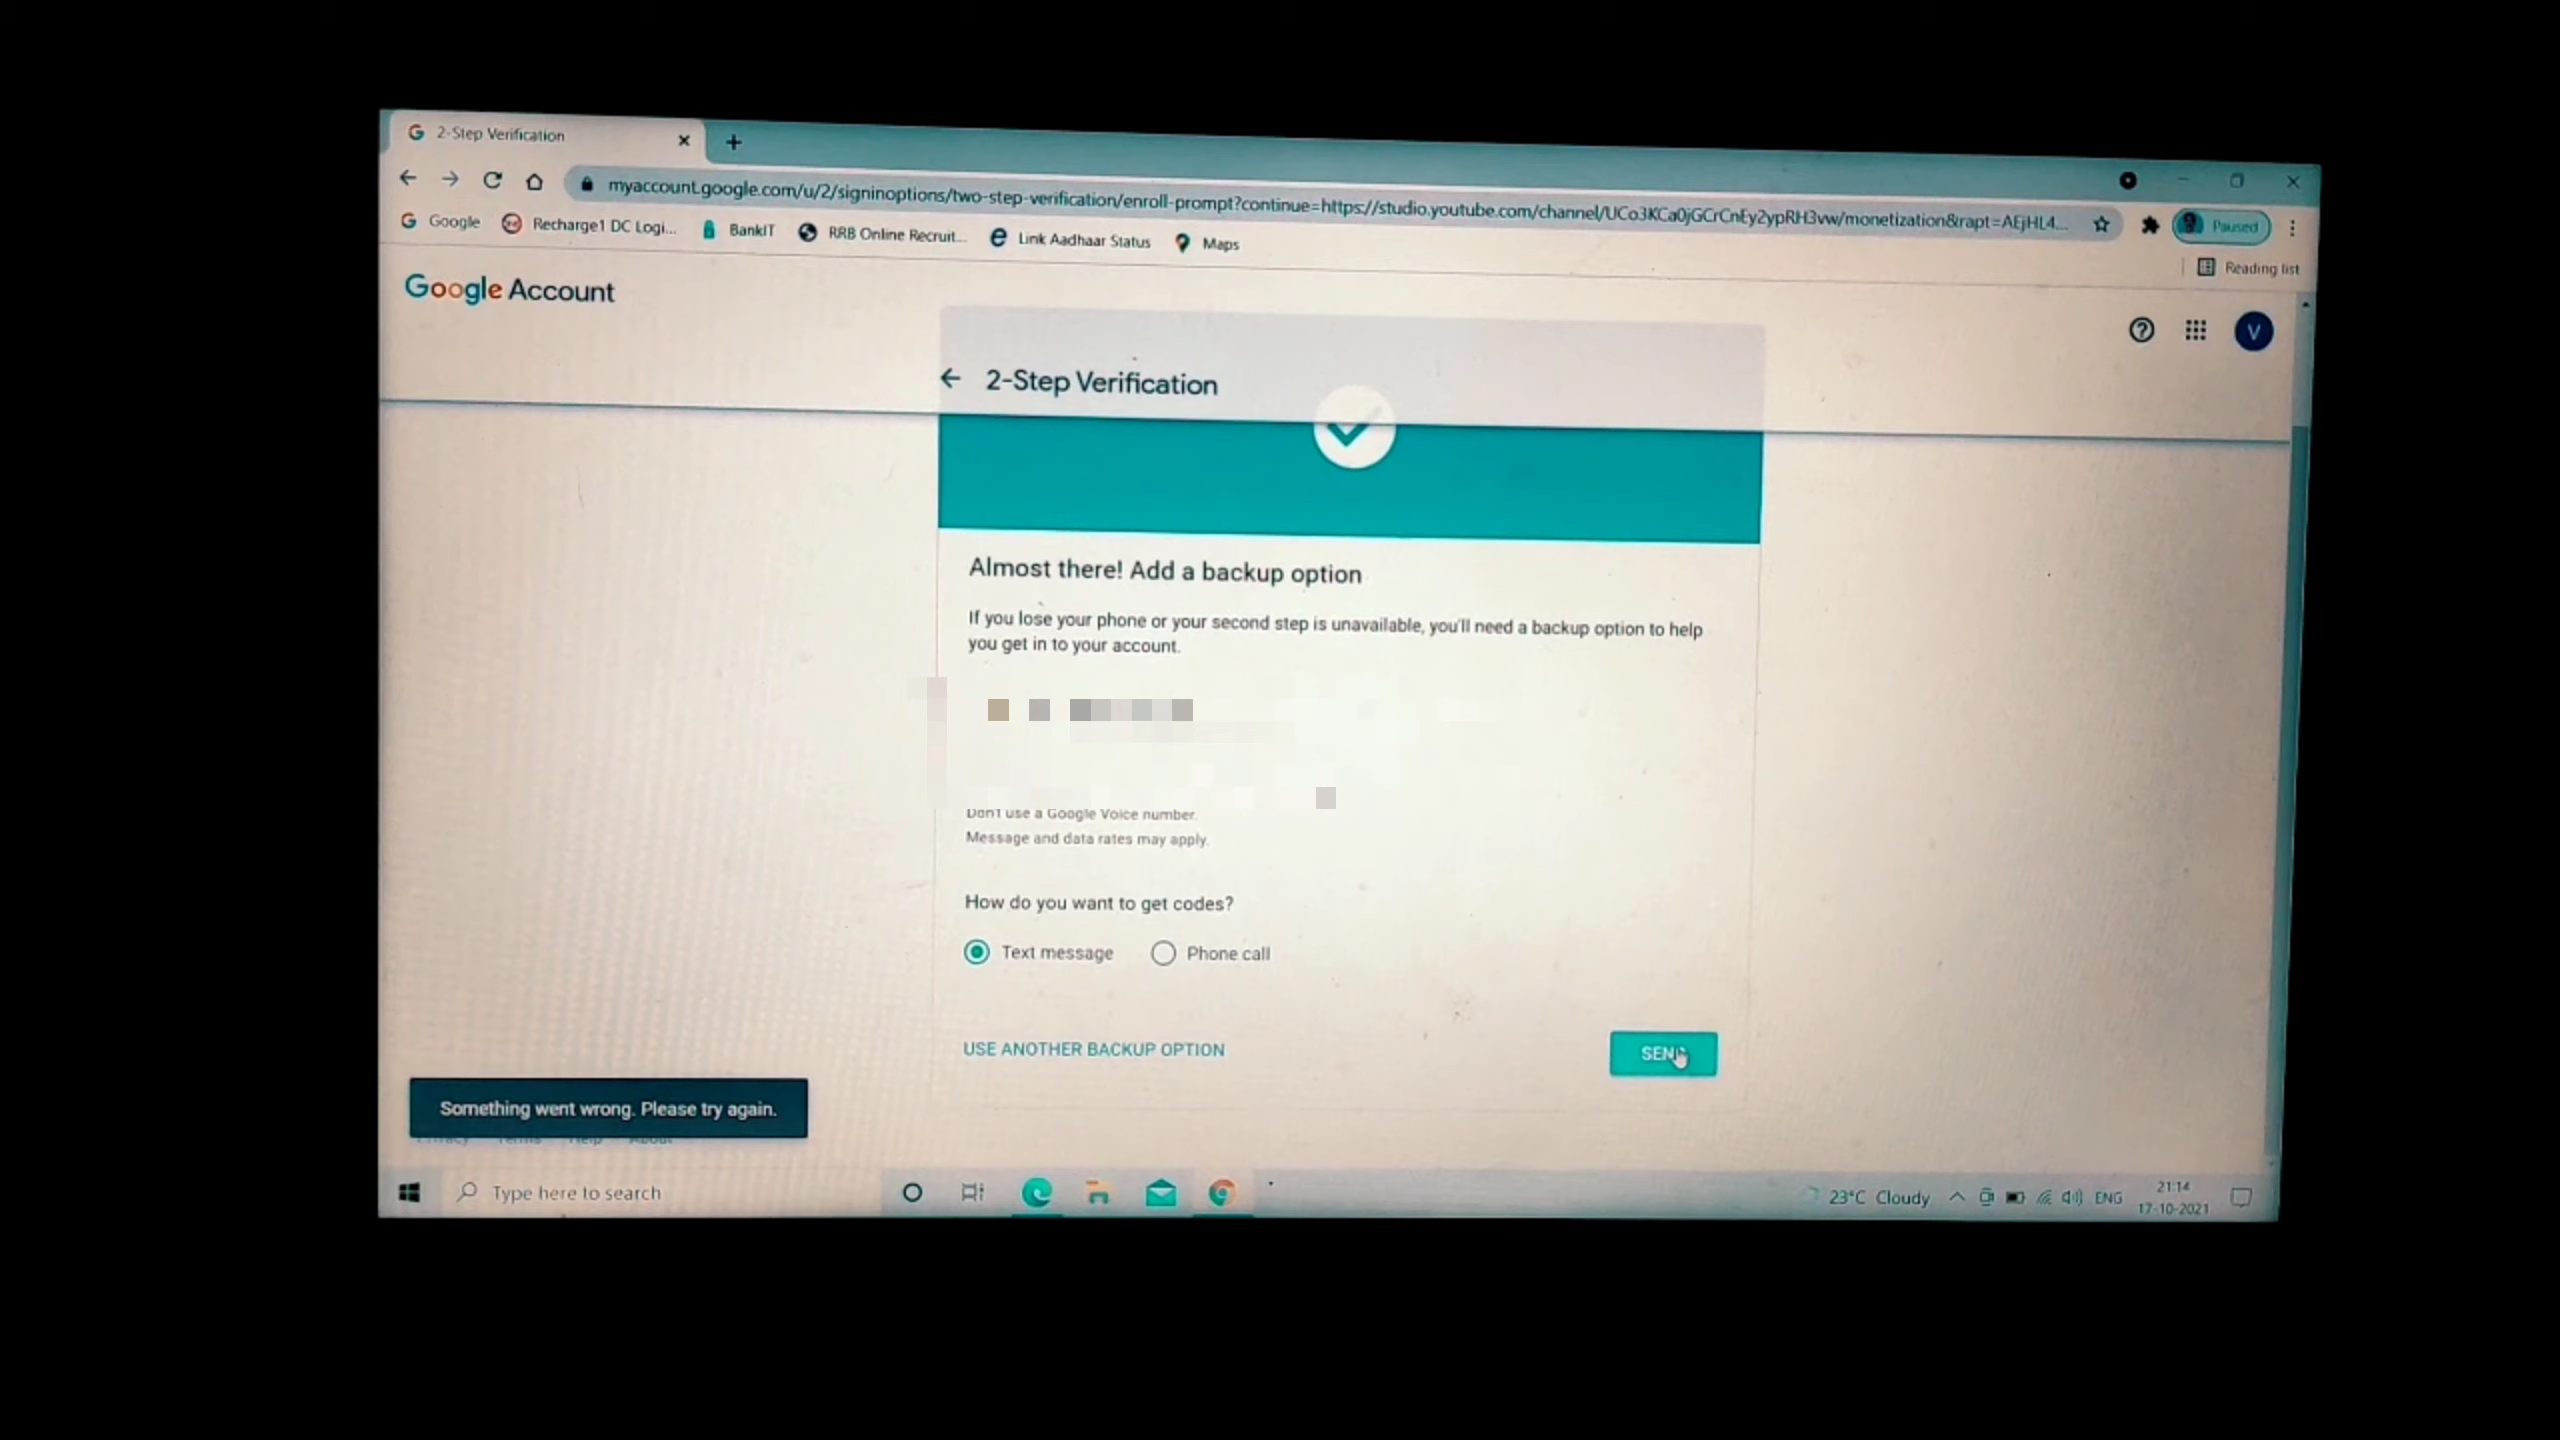 2-Step Verification
myaccount.google.com/u/2/signinoptions/two-step-verification/enroll-prompt?continue=https://studio.youtube.com/channel/UCo3KCa0jGCrCnEy2ypRH3vw/monetization&rapt=AEjHL4...
Paused
Google Recharge1 DC Logi... BankIT RRB Online Recruit... Link Aadhaar Status Maps
Reading list
Google Account
V
2-Step Verification
Almost there! Add a backup option
If you lose your phone or your second step is unavailable, you'll need a backup option to help
you get in to your account.
Don't use a Google Voice number.
Message and data rates may apply.
How do you want to get codes?
Text message Phone call
USE ANOTHER BACKUP OPTION
SEND
Something went wrong. Please try again.
Privacy Terms Help About
Type here to search
23°C Cloudy ENG
21:14
17-10-2021